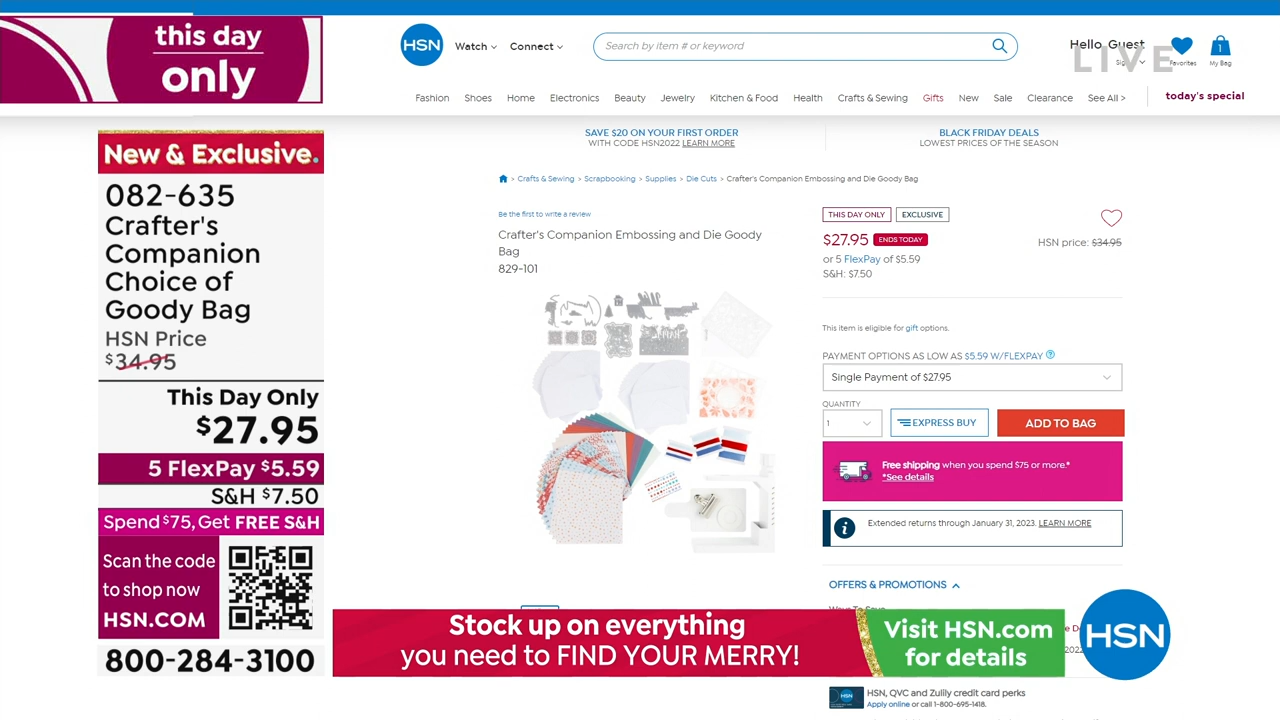 this day
only
HSN
Watch
Connect
Search by item # or keyword
Hello, Guest
LIVE
Favorites
1
My Bag
Fashion
Shoes
Home
Electronics
Beauty
Jewelry
Kitchen & Food
Health
Crafts & Sewing
Gifts
New
Sale
Clearance
See All >
today's special
SAVE $20 ON YOUR FIRST ORDER
WITH CODE HSN2022 LEARN MORE
BLACK FRIDAY DEALS
LOWEST PRICES OF THE SEASON
New & Exclusive.
082-635
Crafter's
Companion
Choice of
Goody Bag
HSN Price
$34.95
This Day Only
$27.95
5 FlexPay $5.59
S&H $7.50
Spend $75, Get FREE S&H
Scan the code
to shop now
HSN.COM
800-284-3100
> Crafts & Sewing > Scrapbooking > Supplies > Die Cuts > Crafter's Companion Embossing and Die Goody Bag
Be the first to write a review
Crafter's Companion Embossing and Die Goody
Bag
829-101
THIS DAY ONLY
EXCLUSIVE
$27.95 ENDS TODAY
HSN price: $34.95
or 5 FlexPay of $5.59
S&H: $7.50
This item is eligible for gift options.
PAYMENT OPTIONS AS LOW AS $5.59 W/FLEXPAY ?
Single Payment of $27.95
QUANTITY
1
EXPRESS BUY
ADD TO BAG
Free shipping when you spend $75 or more.*
*See details
i
Extended returns through January 31, 2023. LEARN MORE
OFFERS & PROMOTIONS
Stock up on everything
you need to FIND YOUR MERRY!
Visit HSN.com
for details
HSN
HSN
HSN, QVC and Zulily credit card perks
Apply online or call 1-800-695-1418.